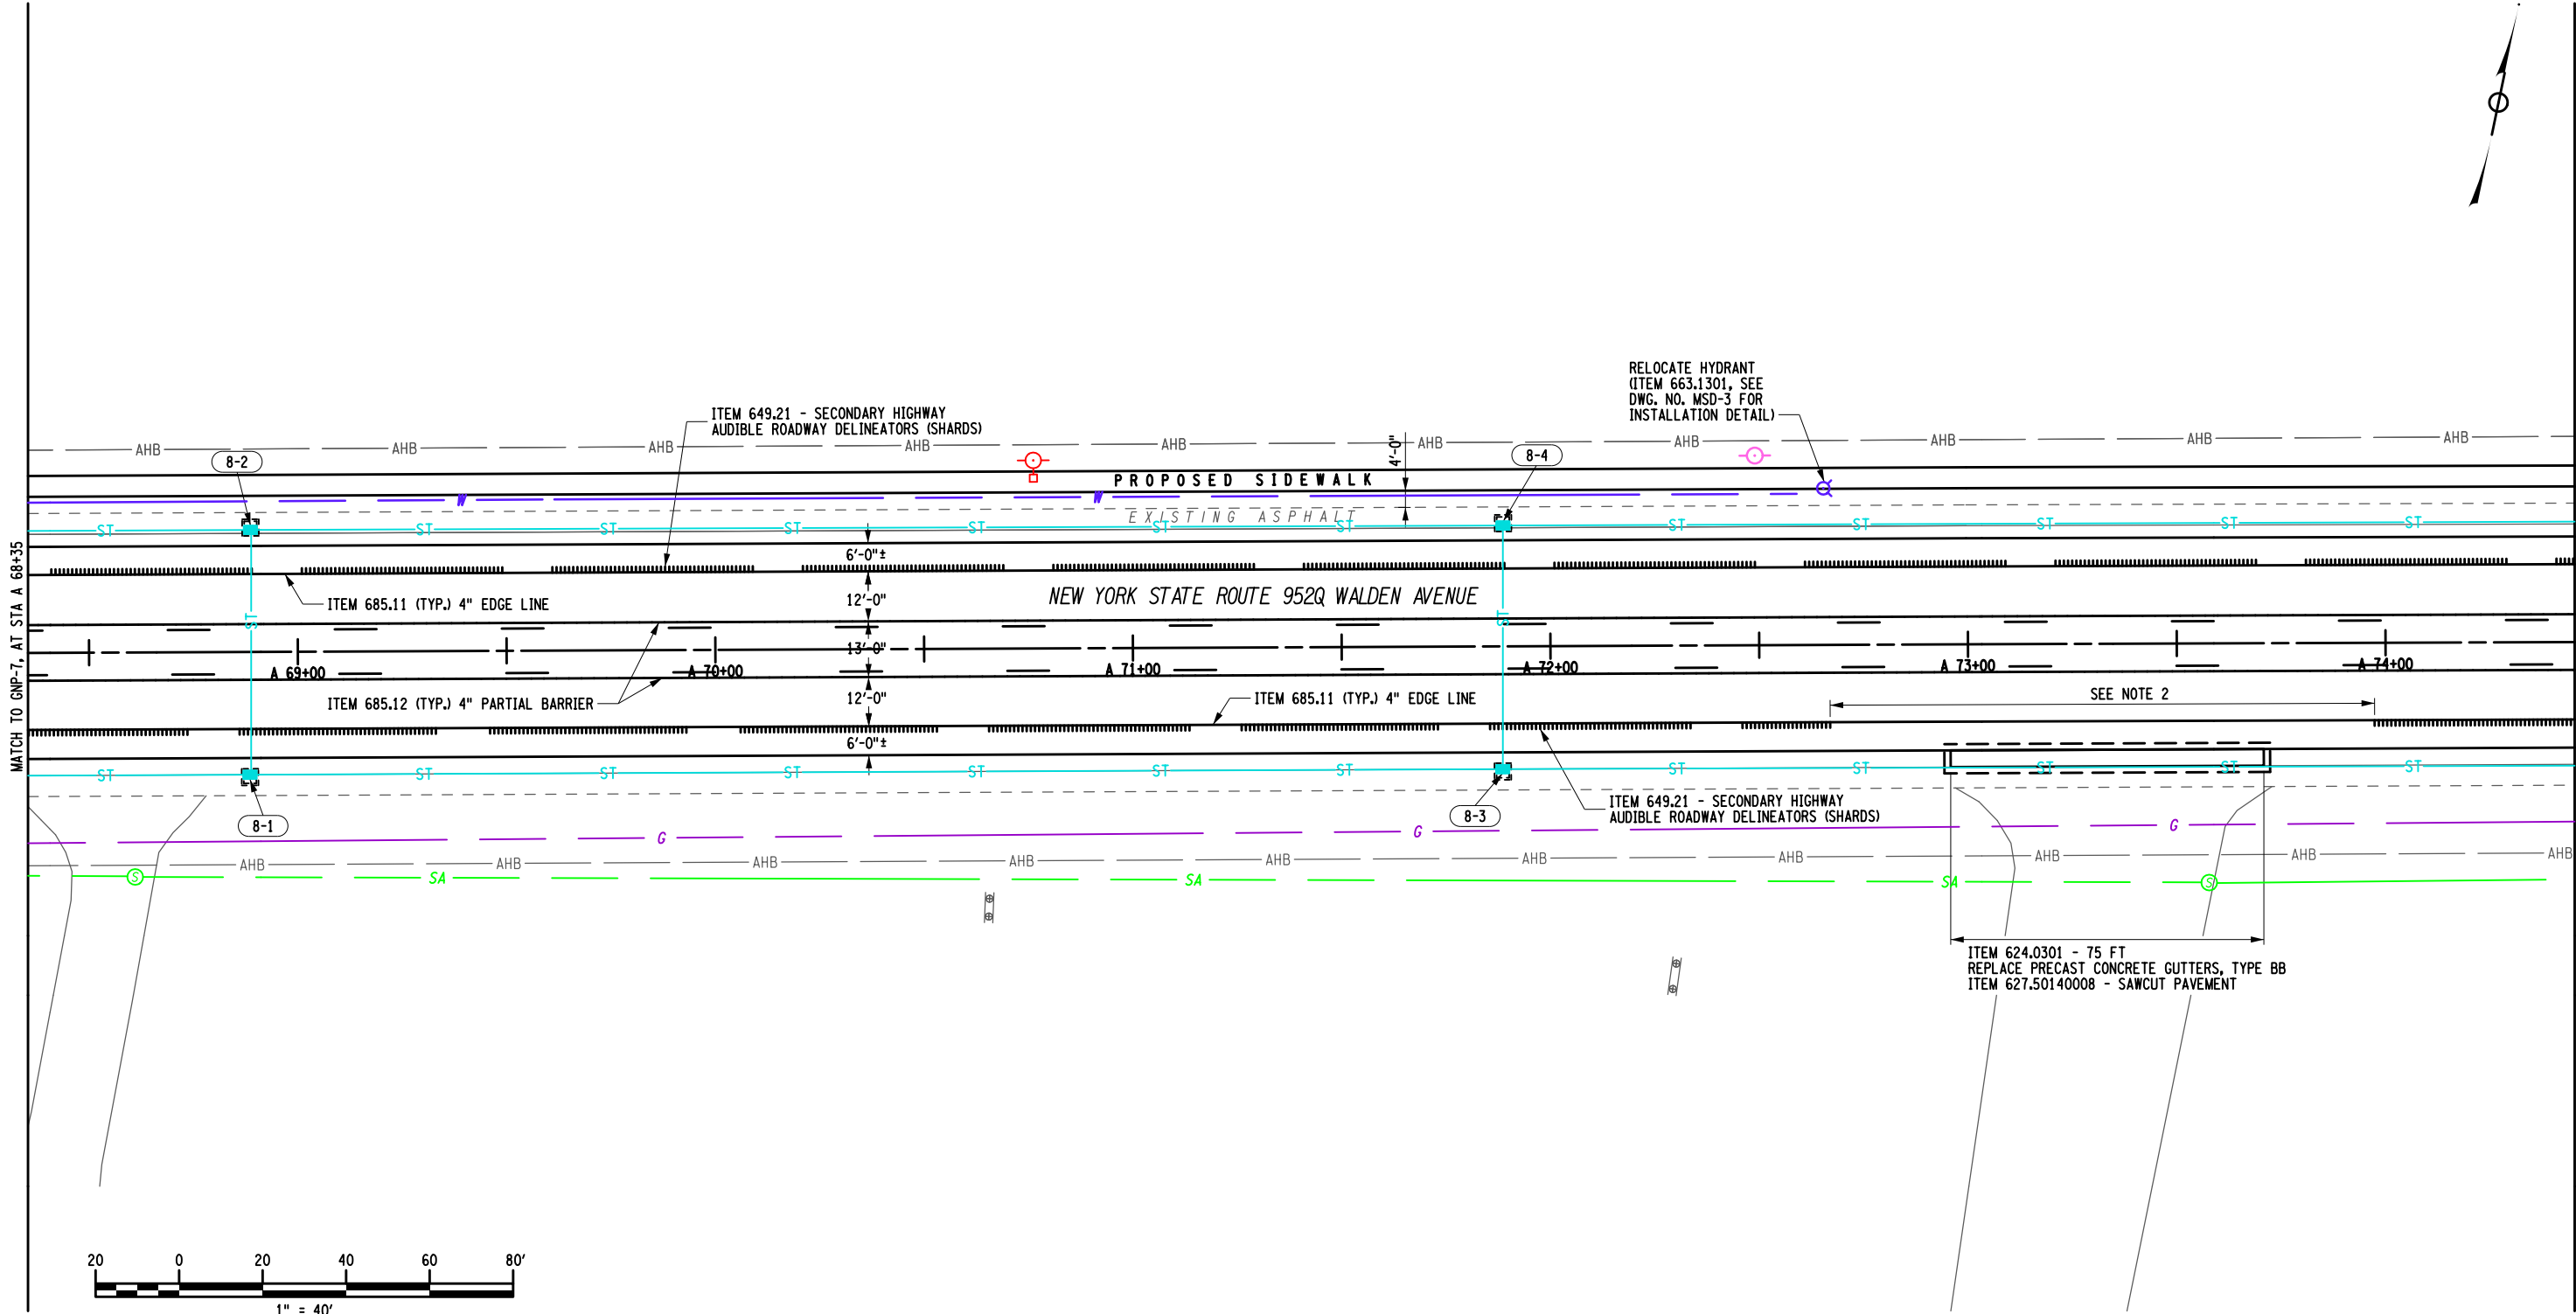 RELOCATE HYDRANT
(ITEM 663.1301, SEE
DWG. NO. MSD-3 FOR
INSTALLATION DETAIL)
ITEM 649.21 - SECONDARY HIGHWAY
AUDIBLE ROADWAY DELINEATORS (SHARDS)
AHB AHB AHB AHB AHB AHB AHB AHB AHB AHB
8-2
8-4
4'-0"
PROPOSED SIDEWALK
W W
EXISTING ASPHALT
ST ST ST ST ST ST ST ST ST ST ST ST
6'-0"±
MATCH TO GNP-7, AT STA A 68+35
ITEM 685.11 (TYP.) 4" EDGE LINE
12'-0"
NEW YORK STATE ROUTE 952Q WALDEN AVENUE
ST ST
13'-0"
A 69+00 A 70+00 A 71+00 A 72+00 A 73+00 A 74+00
ITEM 685.12 (TYP.) 4" PARTIAL BARRIER
12'-0"
ITEM 685.11 (TYP.) 4" EDGE LINE
SEE NOTE 2
6'-0"±
ST ST ST ST ST ST ST ST ST ST ST ST
8-1
8-3
ITEM 649.21 - SECONDARY HIGHWAY
AUDIBLE ROADWAY DELINEATORS (SHARDS)
G G G
AHB AHB AHB AHB AHB AHB AHB AHB AHB AHB
S SA SA SA S
ITEM 624.0301 - 75 FT
REPLACE PRECAST CONCRETE GUTTERS, TYPE BB
ITEM 627.50140008 - SAWCUT PAVEMENT
20 0 20 40 60 80'
1" = 40'